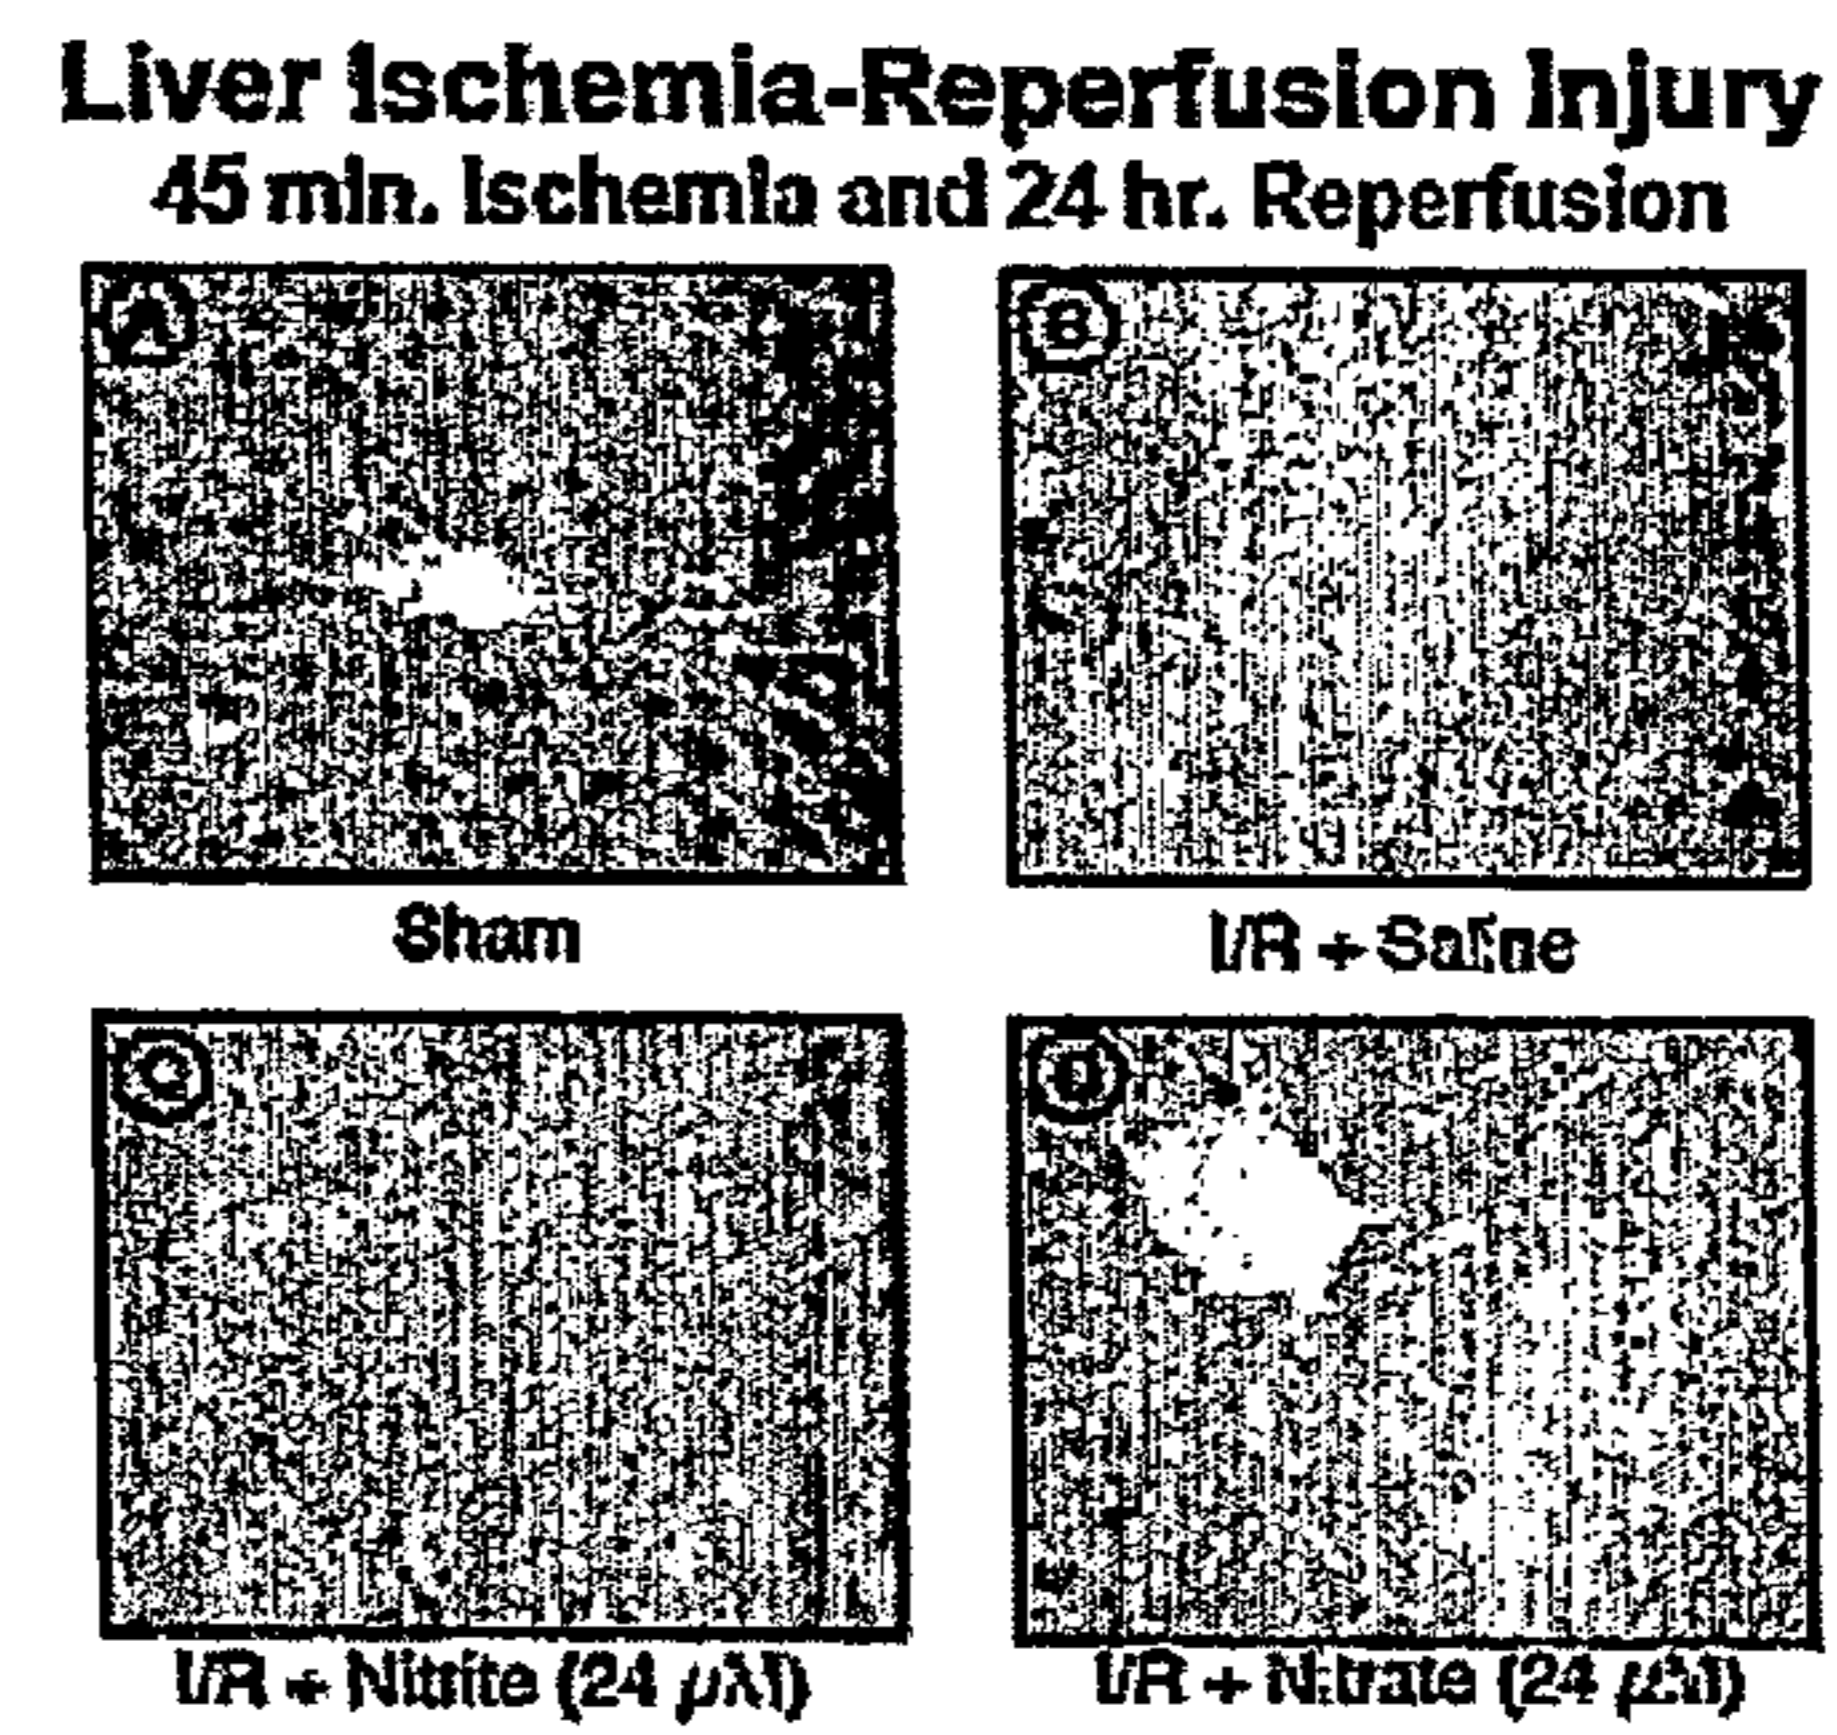 Liver Ischemia-Reperfusion Injury
45 min. Ischemia and 24 hr. Reperfusion
A
B
Sham
I/R + Saline
C
D
I/R + Nitrite (24 µM)
I/R + Nitrate (24 µM)